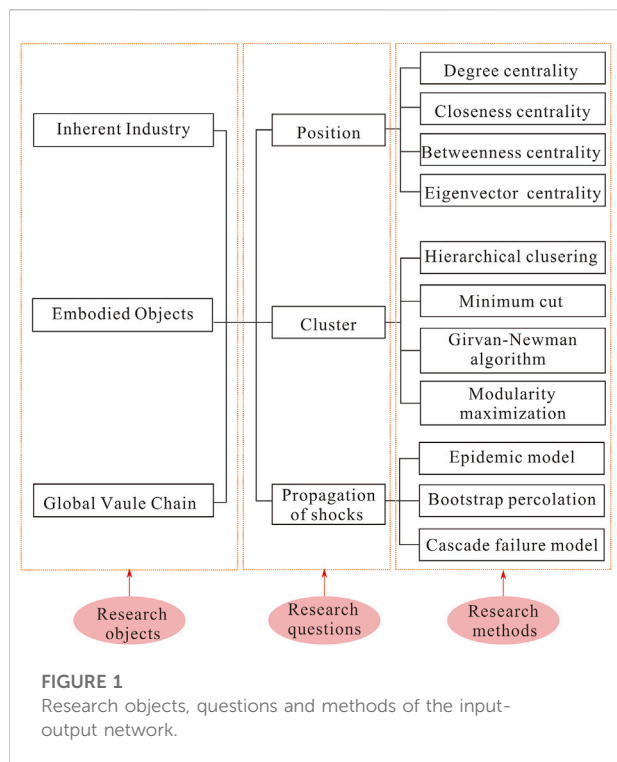 Inherent Industry
Embodied Objects
Global Vaule Chain
Position
Cluster
Propagation
of shocks
Degree centrality
Closeness centrality
Betweenness centrality
Eigenvector centrality
Hierarchical clusering
Minimum cut
Girvan-Newman
algorithm
Modularity
maximization
Epidemic model
Bootstrap percolation
Cascade failure model
Research
objects
Research
questions
Research
methods
FIGURE 1
Research objects, questions and methods of the input-
output network.